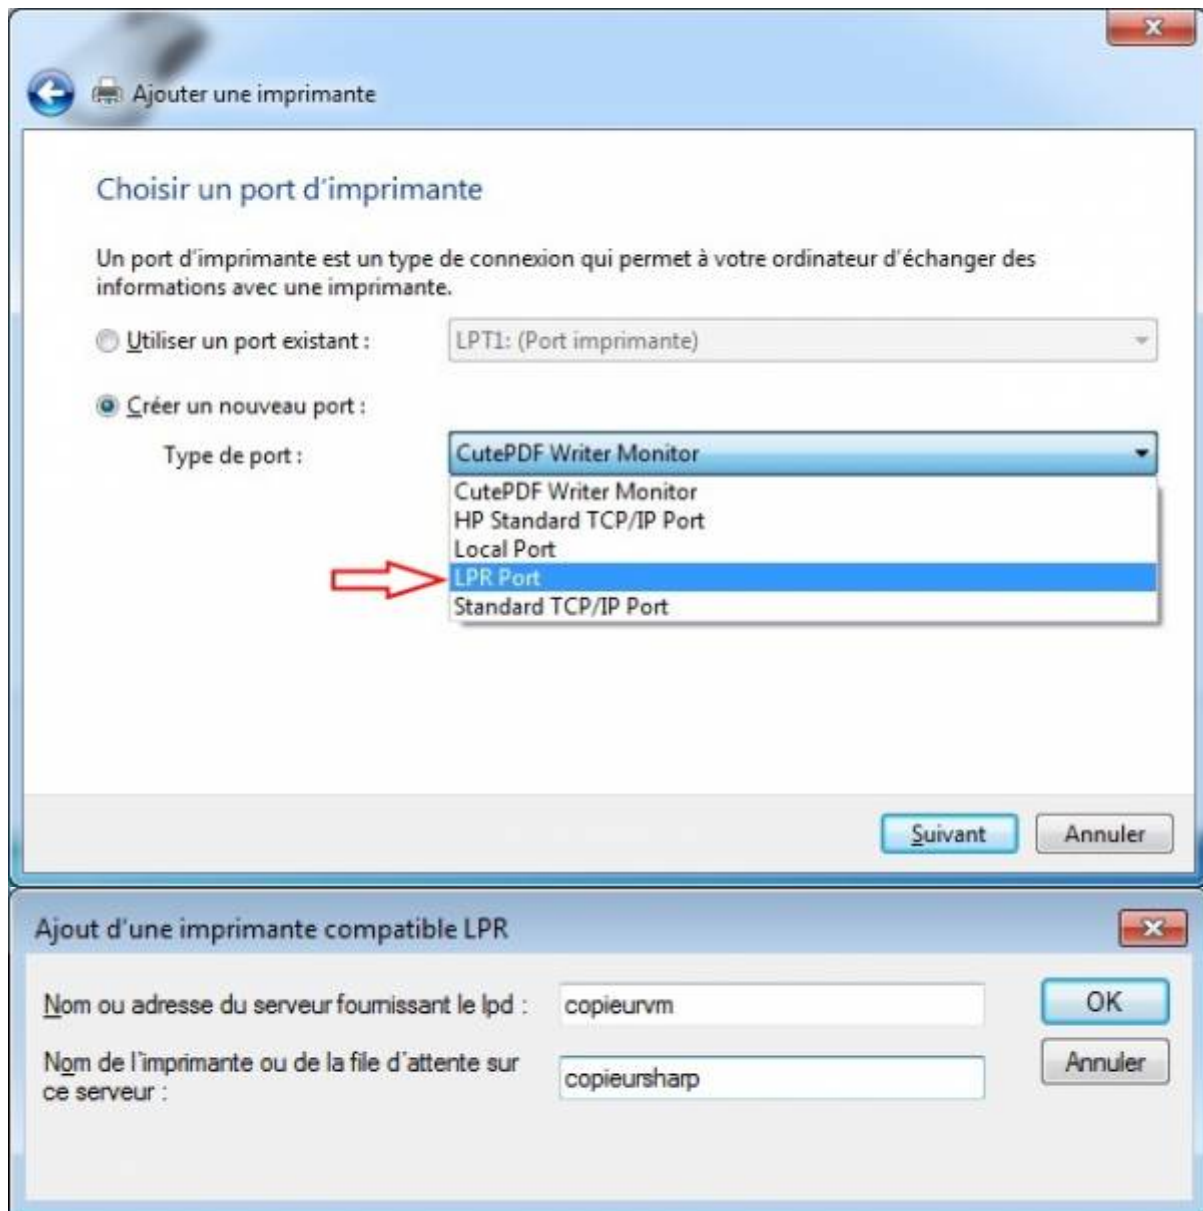 Ajouter une imprimante
Choisir un port d'imprimante
Un port d'imprimante est un type de connexion qui permet à votre ordinateur d'échanger des
informations avec une imprimante.
Utiliser un port existant :
LPT1: (Port imprimante)
Créer un nouveau port :
Type de port :
CutePDF Writer Monitor
CutePDF Writer Monitor
HP Standard TCP/IP Port
Local Port
LPR Port
Standard TCP/IP Port
Suivant
Annuler
Ajout d'une imprimante compatible LPR
Nom ou adresse du serveur fournissant le lpd :
copieurvm
OK
Nom de l'imprimante ou de la file d'attente sur
ce serveur :
copieursharp
Annuler